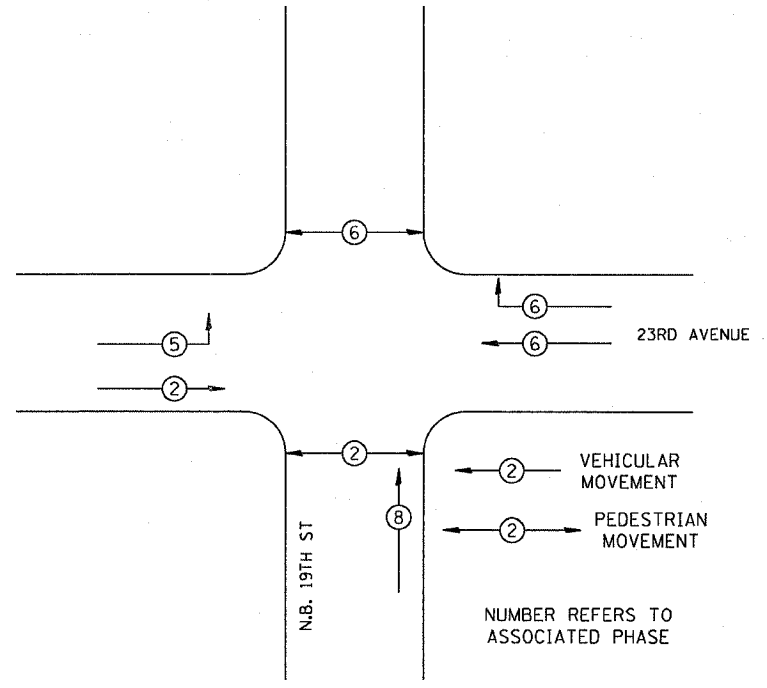 6
6
5
6
23RD AVENUE
2
2
2
VEHICULAR
MOVEMENT
8
2
PEDESTRIAN
MOVEMENT
N.B. 19TH ST
NUMBER REFERS TO
ASSOCIATED PHASE